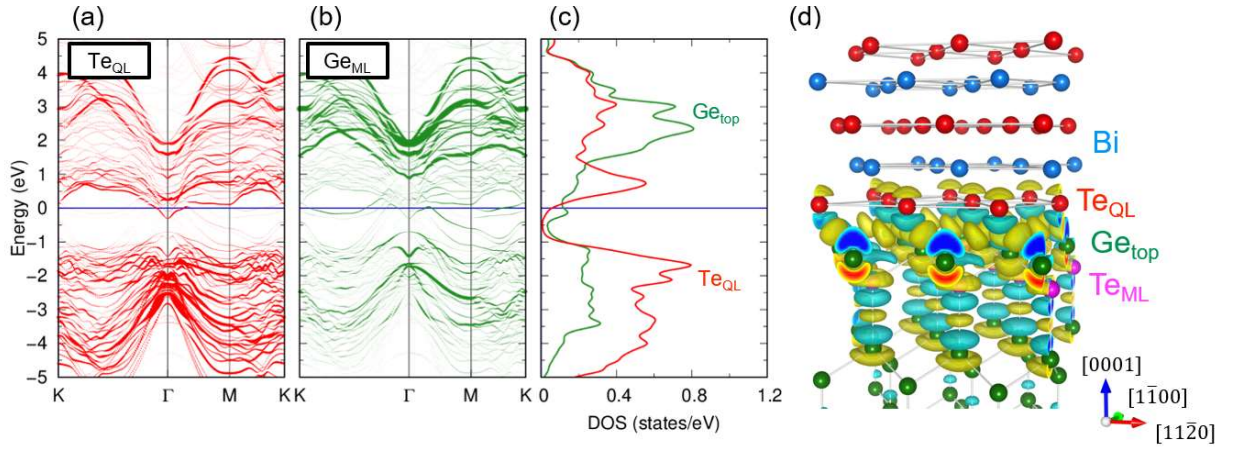 (a)
(b)
(c)
(d)
Te_QL
Ge_ML
Ge_top
Te_QL
5
4
3
2
1
0
−1
−2
−3
−4
−5
Energy (eV)
K Γ M K
K Γ M K
0 0.4 0.8 1.2
DOS (states/eV)
Bi
Te_QL
Ge_top
Te_ML
[0001]
[11̅00]
[112̅0]